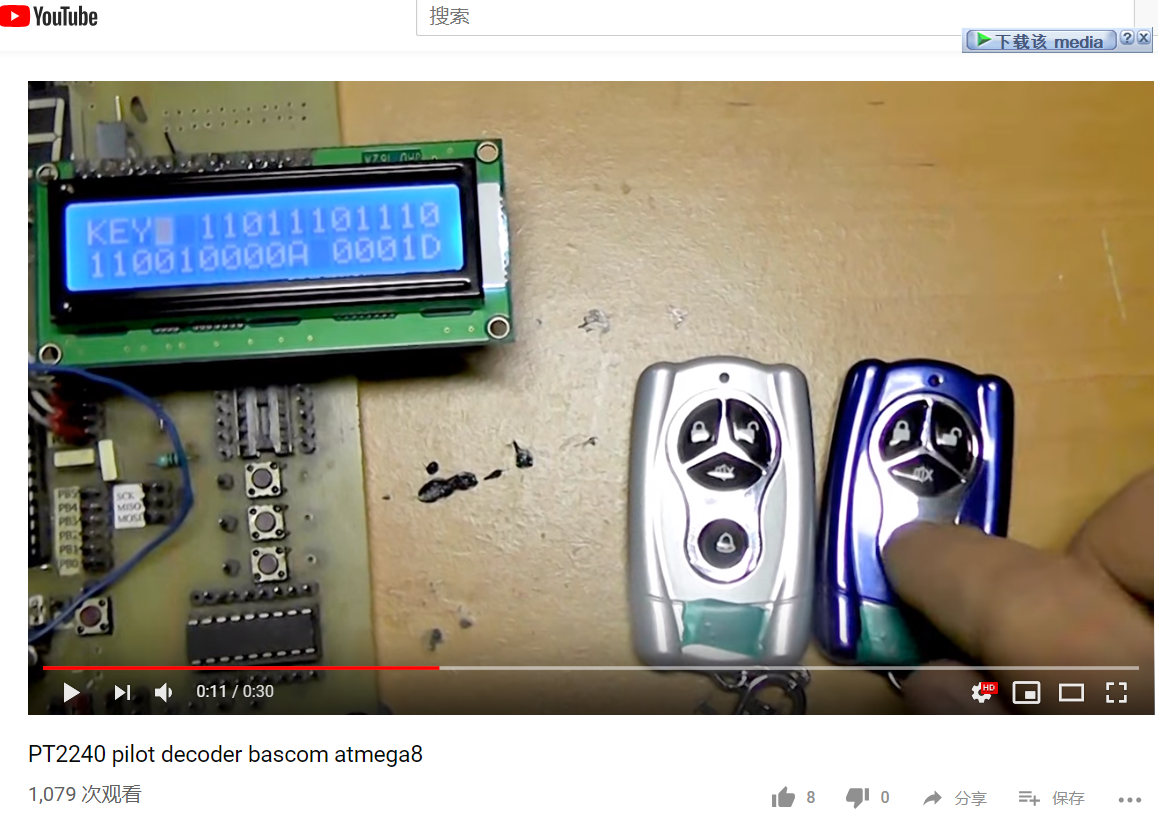 YouTube
搜索
下载该 media
KEY 11011101110
110010000A 0001D
PB5
PB4
PB3
PB2
PB1
PB0
SCK
MISO
MOSI
0:11 / 0:30
HD
PT2240 pilot decoder bascom atmega8
1,079 次观看
8
0
分享
保存